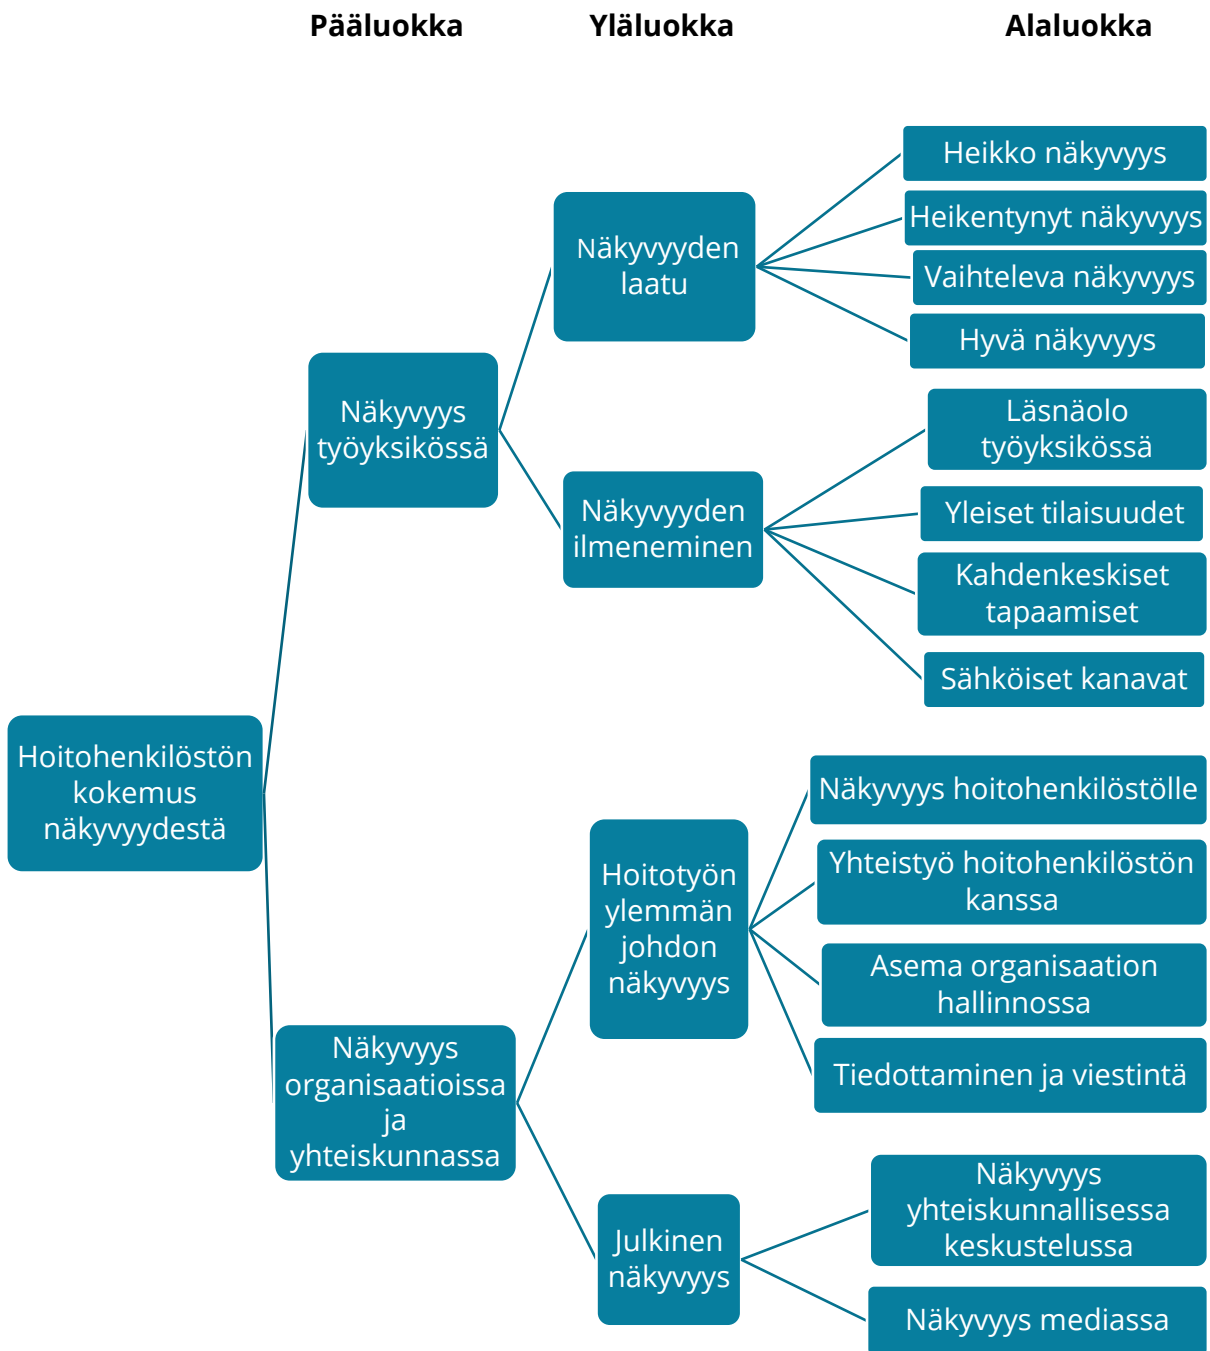 Pääluokka
Yläluokka
Alaluokka
Hoitohenkilöstön
kokemus
näkyvyydestä
Näkyvyys
työyksikössä
Näkyvyyden
laatu
Heikko näkyvyys
Heikentynyt näkyvyys
Vaihteleva näkyvyys
Hyvä näkyvyys
Näkyvyyden
ilmeneminen
Läsnäolo
työyksikössä
Yleiset tilaisuudet
Kahdenkeskiset
tapaamiset
Sähköiset kanavat
Näkyvyys
organisaatioissa
ja
yhteiskunnassa
Hoitotyön
ylemmän
johdon
näkyvyys
Näkyvyys hoitohenkilöstölle
Yhteistyö hoitohenkilöstön
kanssa
Asema organisaation
hallinnossa
Tiedottaminen ja viestintä
Julkinen
näkyvyys
Näkyvyys
yhteiskunnallisessa
keskustelussa
Näkyvyys mediassa